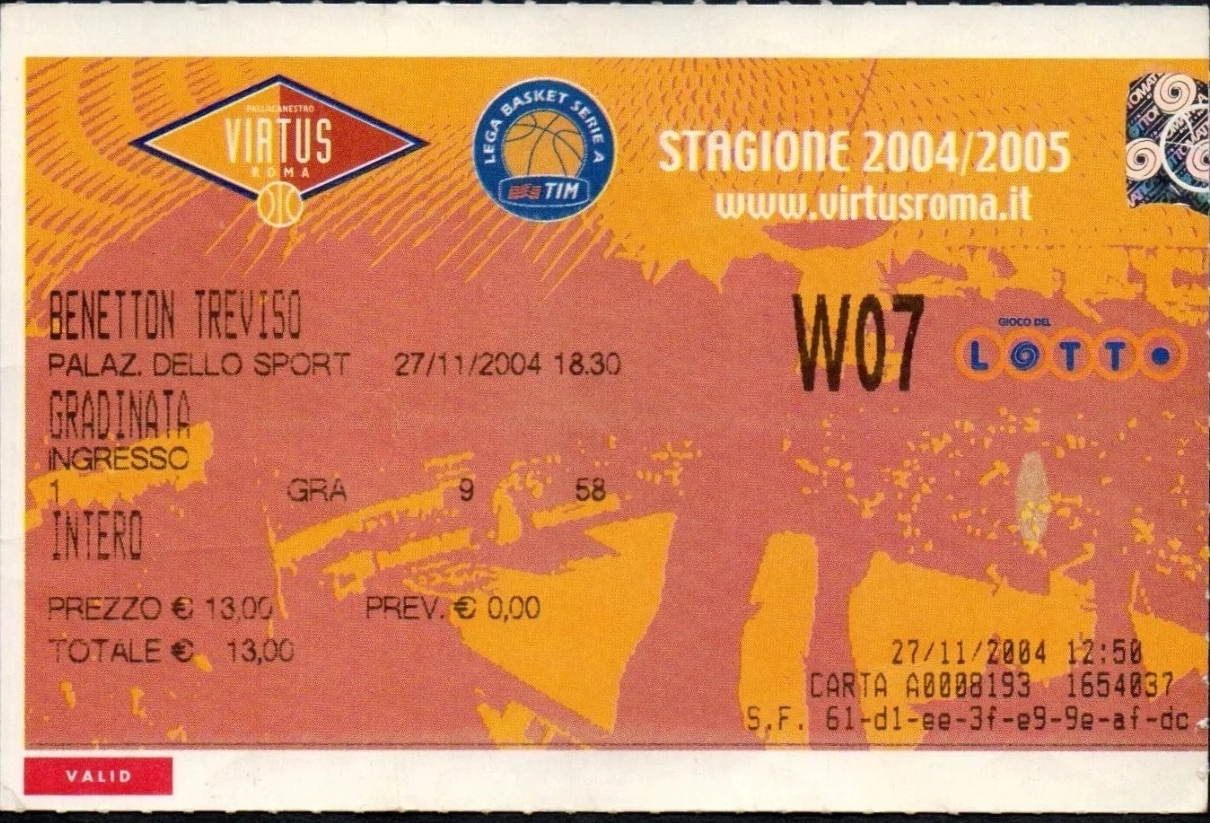 PALLACANESTRO
VIRTUS
ROMA
LEGA BASKET SERIE A
TIM
STAGIONE 2004/2005
www.virtusroma.it
BENETTON TREVISO
PALAZ. DELLO SPORT 27/11/2004 18.30
W07
GIOCO DEL
LOTTO
GRADINATA
INGRESSO
1 GRA 9 58
INTERO
PREZZO € 13,00 PREV. € 0,00
TOTALE € 13,00
27/11/2004 12:50
CARTA A0008193 1654037
S.F. 61-d1-ee-3f-e9-9e-af-dc
VALID